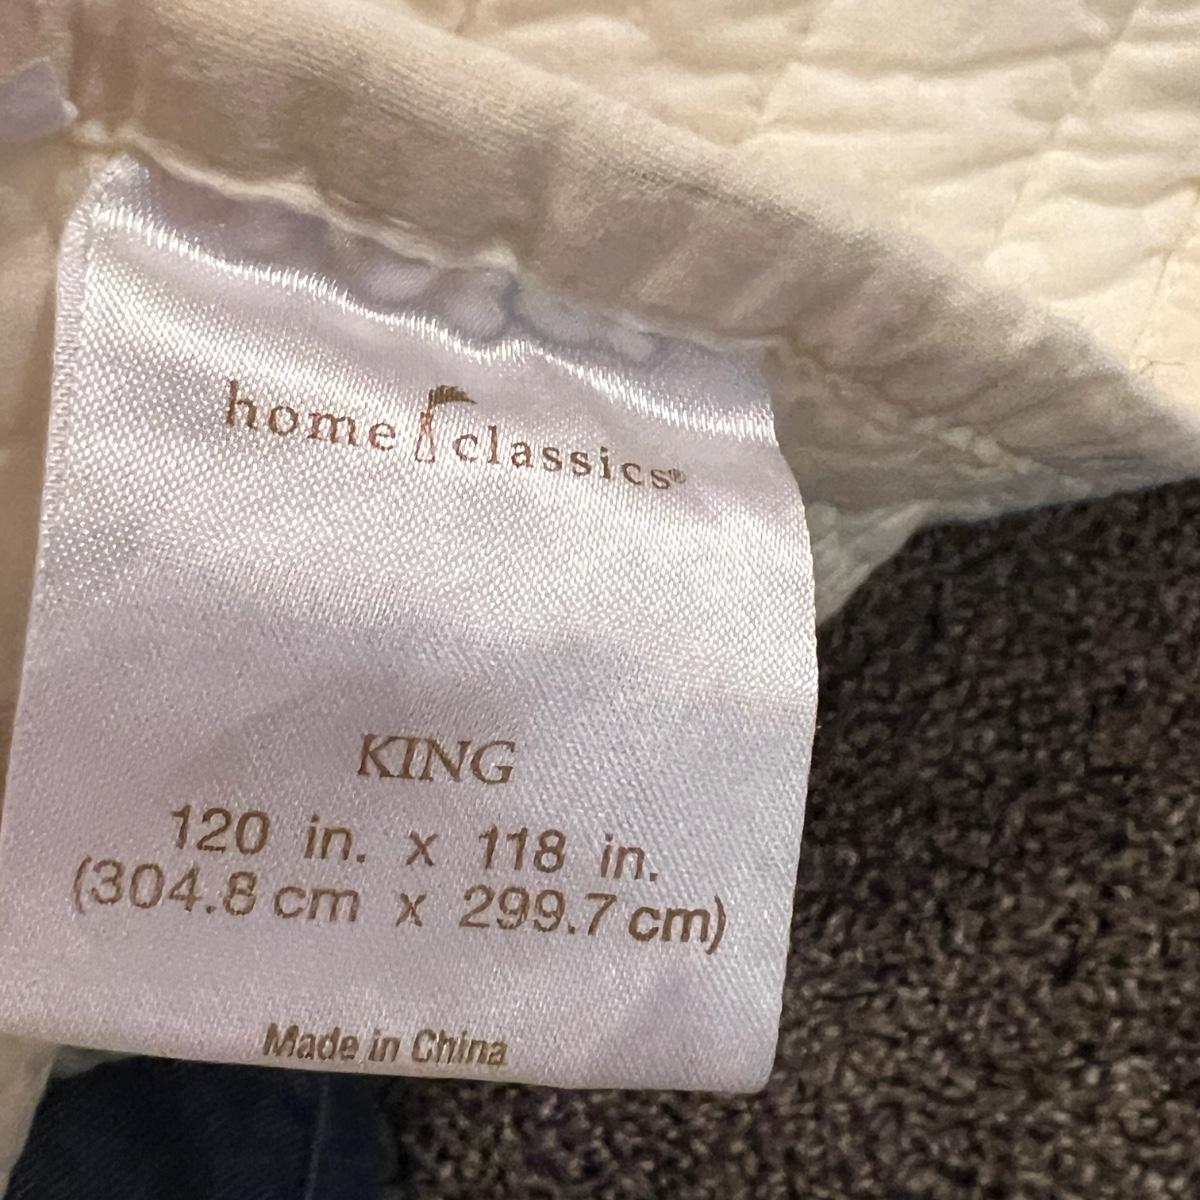 home classics®
KING
120 in. x 118 in.
(304.8 cm x 299.7 cm)
Made in China